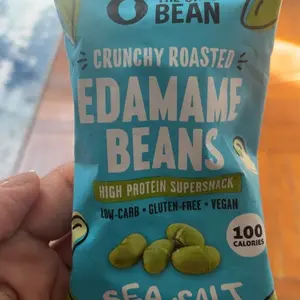 BEAN
CRUNCHY ROASTED
EDAMAME
BEANS
HIGH PROTEIN SUPERSNACK
LOW-CARB • GLUTEN-FREE • VEGAN
100
CALORIES
SEA SALT